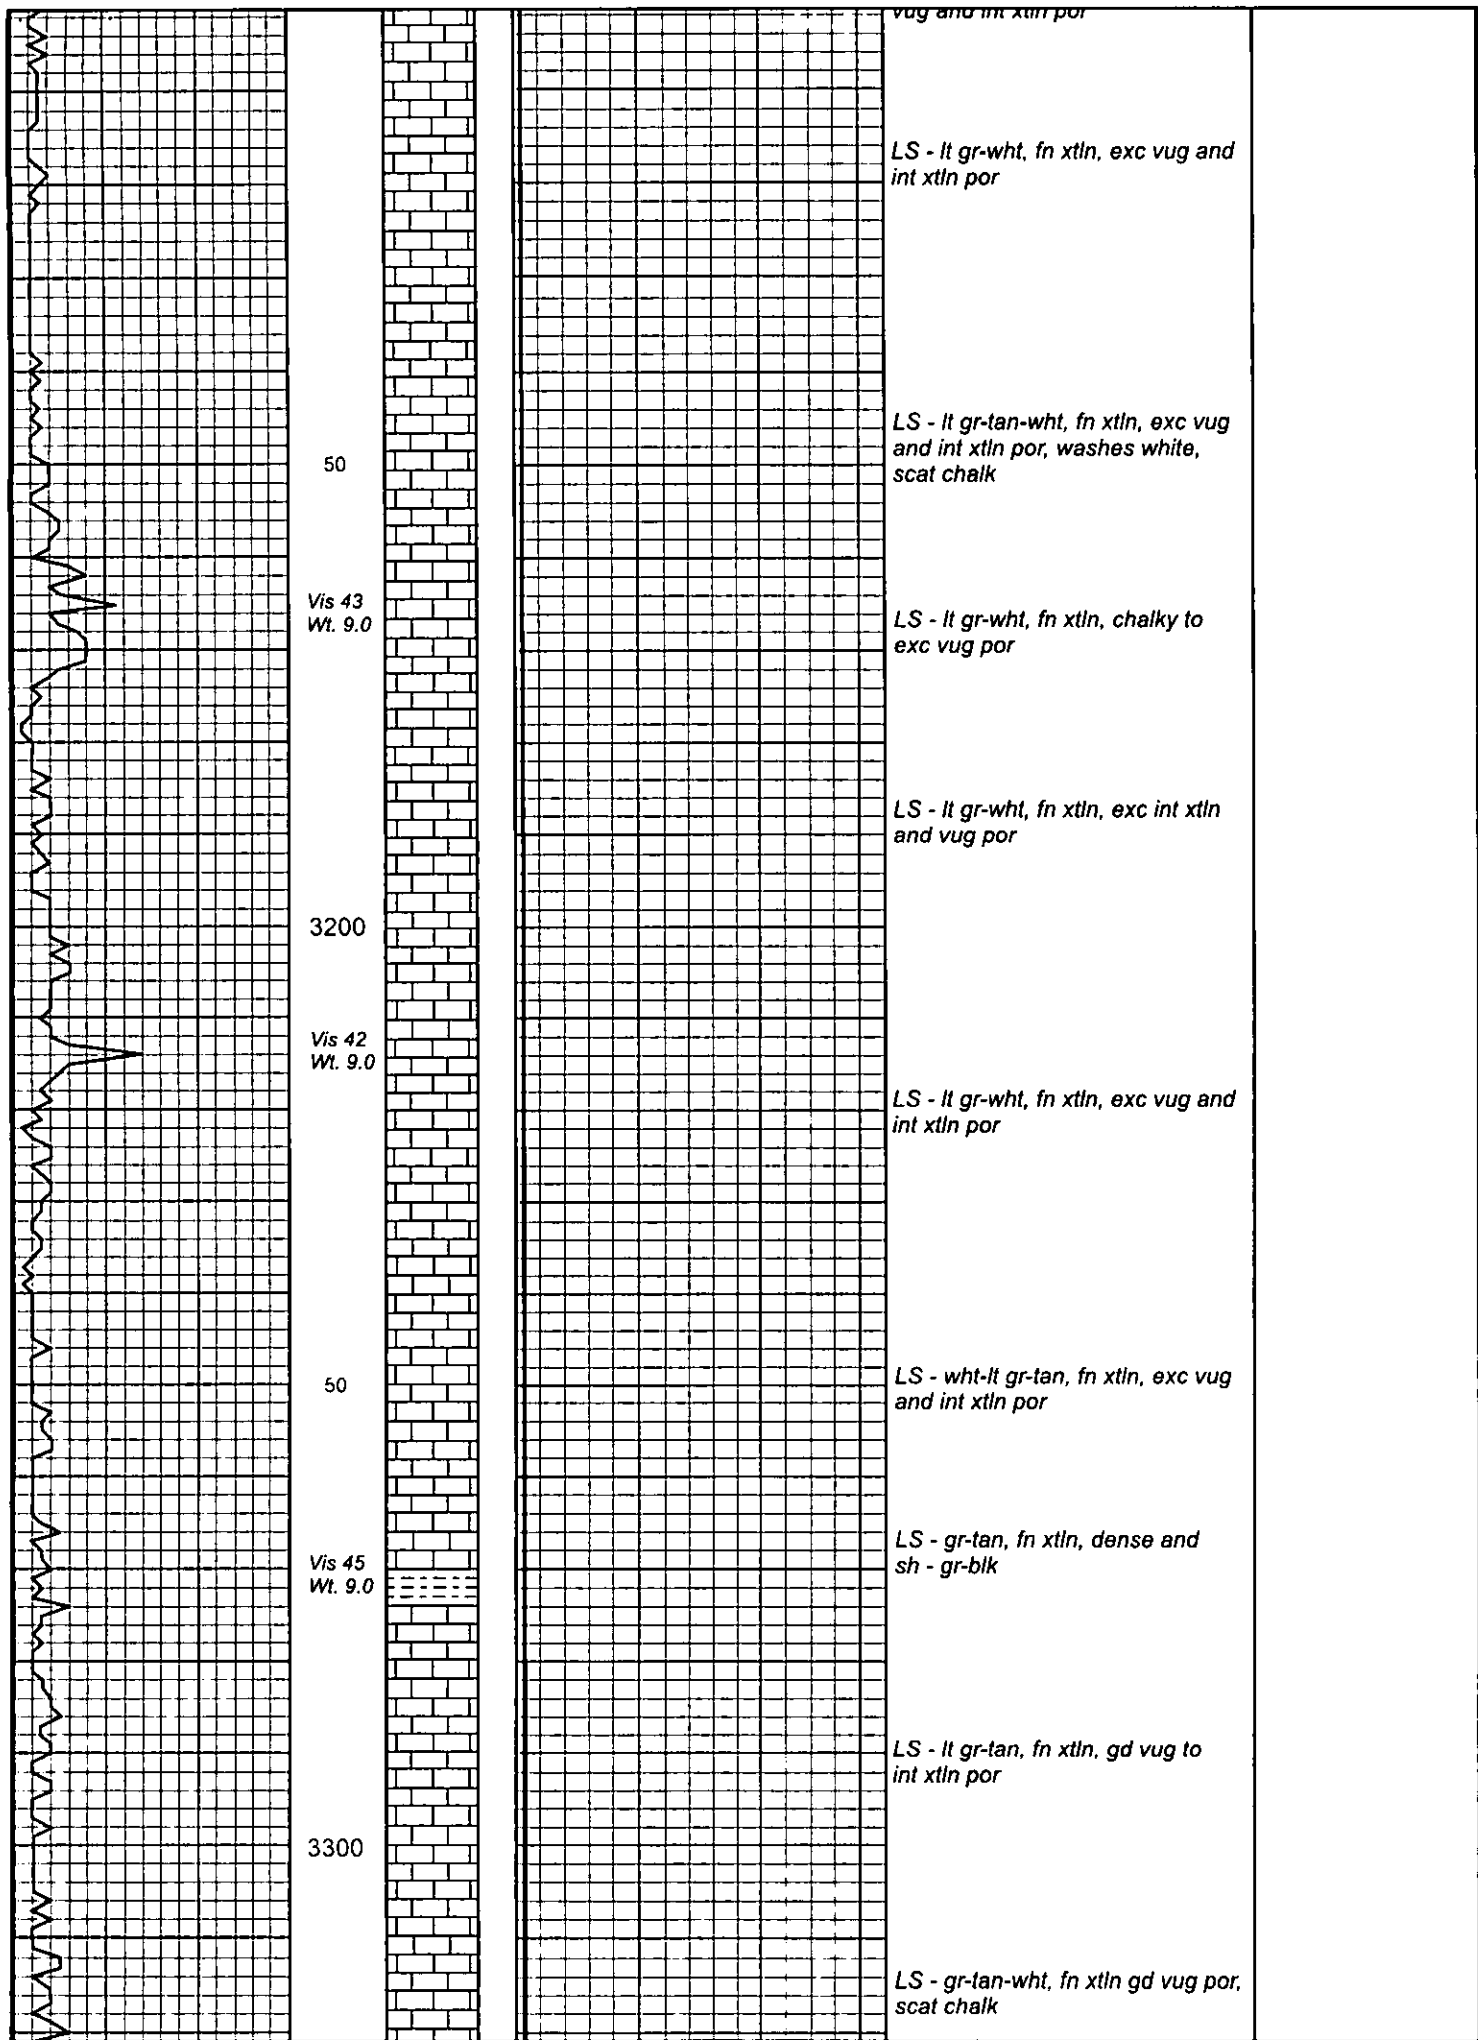 vug and int xtln por
LS - lt gr-wht, fn xtln, exc vug and
int xtln por
LS - lt gr-tan-wht, fn xtln, exc vug
and int xtln por, washes white,
scat chalk
50
Vis 43
Wt. 9.0
LS - lt gr-wht, fn xtln, chalky to
exc vug por
LS - lt gr-wht, fn xtln, exc int xtln
and vug por
3200
Vis 42
Wt. 9.0
LS - lt gr-wht, fn xtln, exc vug and
int xtln por
50
LS - wht-lt gr-tan, fn xtln, exc vug
and int xtln por
LS - gr-tan, fn xtln, dense and
sh - gr-blk
Vis 45
Wt. 9.0
LS - lt gr-tan, fn xtln, gd vug to
int xtln por
3300
LS - gr-tan-wht, fn xtln gd vug por,
scat chalk